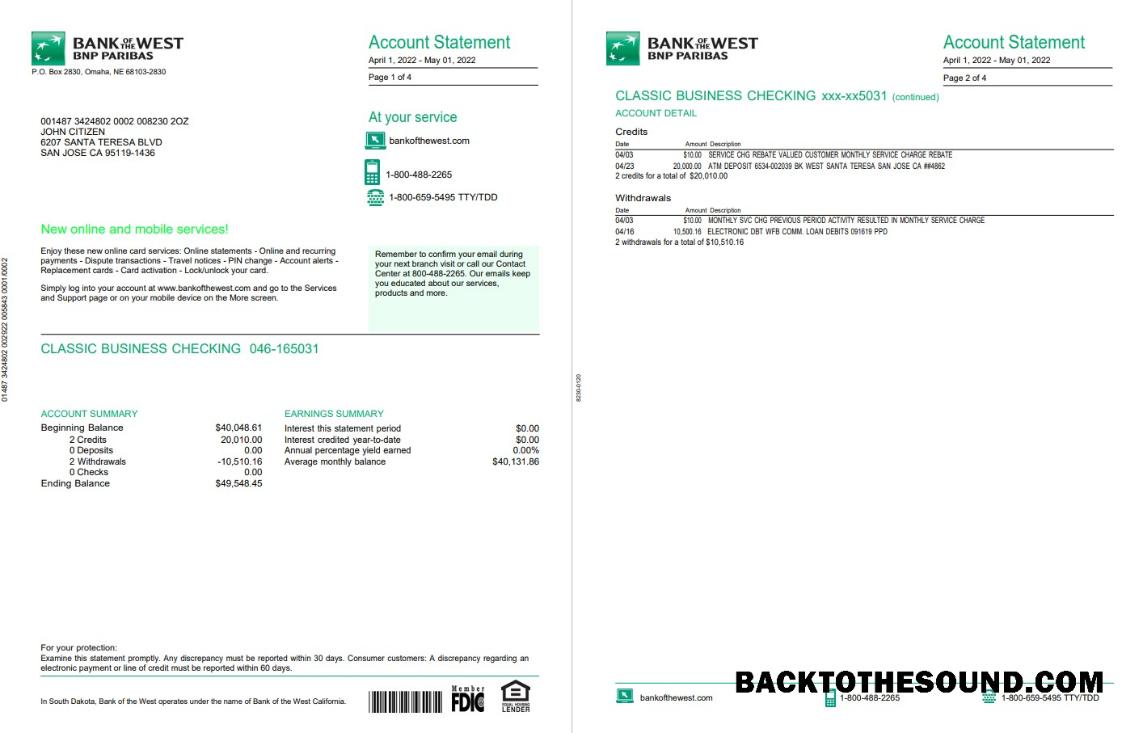 BANK OF THE WEST
BNP PARIBAS
P.O. Box 2830, Omaha, NE 68103-2830
Account Statement
April 1, 2022 - May 01, 2022
Page 1 of 4
001487 3424802 0002 008230 2OZ
JOHN CITIZEN
6207 SANTA TERESA BLVD
SAN JOSE CA 95119-1436
At your service
bankofthewest.com
1-800-488-2265
1-800-659-5495 TTY/TDD
New online and mobile services!
Enjoy these new online card services: Online statements - Online and recurring
payments - Dispute transactions - Travel notices - PIN change - Account alerts -
Replacement cards - Card activation - Lock/unlock your card.
Simply log into your account at www.bankofthewest.com and go to the Services
and Support page or on your mobile device on the More screen.
Remember to confirm your email during
your next branch visit or call our Contact
Center at 800-488-2265. Our emails keep
you educated about our services,
products and more.
01487 3424802 002922 005843 0001/0002
CLASSIC BUSINESS CHECKING 046-165031
ACCOUNT SUMMARY
Beginning Balance $40,048.61
2 Credits 20,010.00
0 Deposits 0.00
2 Withdrawals -10,510.16
0 Checks 0.00
Ending Balance $49,548.45
EARNINGS SUMMARY
Interest this statement period $0.00
Interest credited year-to-date $0.00
Annual percentage yield earned 0.00%
Average monthly balance $40,131.86
For your protection:
Examine this statement promptly. Any discrepancy must be reported within 30 days. Consumer customers: A discrepancy regarding an
electronic payment or line of credit must be reported within 60 days.
In South Dakota, Bank of the West operates under the name of Bank of the West California.
Member
FDIC
EQUAL HOUSING
LENDER
BANK OF THE WEST
BNP PARIBAS
Account Statement
April 1, 2022 - May 01, 2022
Page 2 of 4
CLASSIC BUSINESS CHECKING xxx-xx5031 (continued)
ACCOUNT DETAIL
Credits
Date Amount Description
04/03 $10.00 SERVICE CHG REBATE VALUED CUSTOMER MONTHLY SERVICE CHARGE REBATE
04/23 20,000.00 ATM DEPOSIT 6534-002039 BK WEST SANTA TERESA SAN JOSE CA ##4862
2 credits for a total of $20,010.00
Withdrawals
Date Amount Description
04/03 $10.00 MONTHLY SVC CHG PREVIOUS PERIOD ACTIVITY RESULTED IN MONTHLY SERVICE CHARGE
04/16 10,500.16 ELECTRONIC DBT WFB COMM. LOAN DEBITS 091619 PPD
2 withdrawals for a total of $10,510.16
8230-0120
BACKTOTHESOUND.COM
bankofthewest.com
1-800-488-2265
1-800-659-5495 TTY/TDD